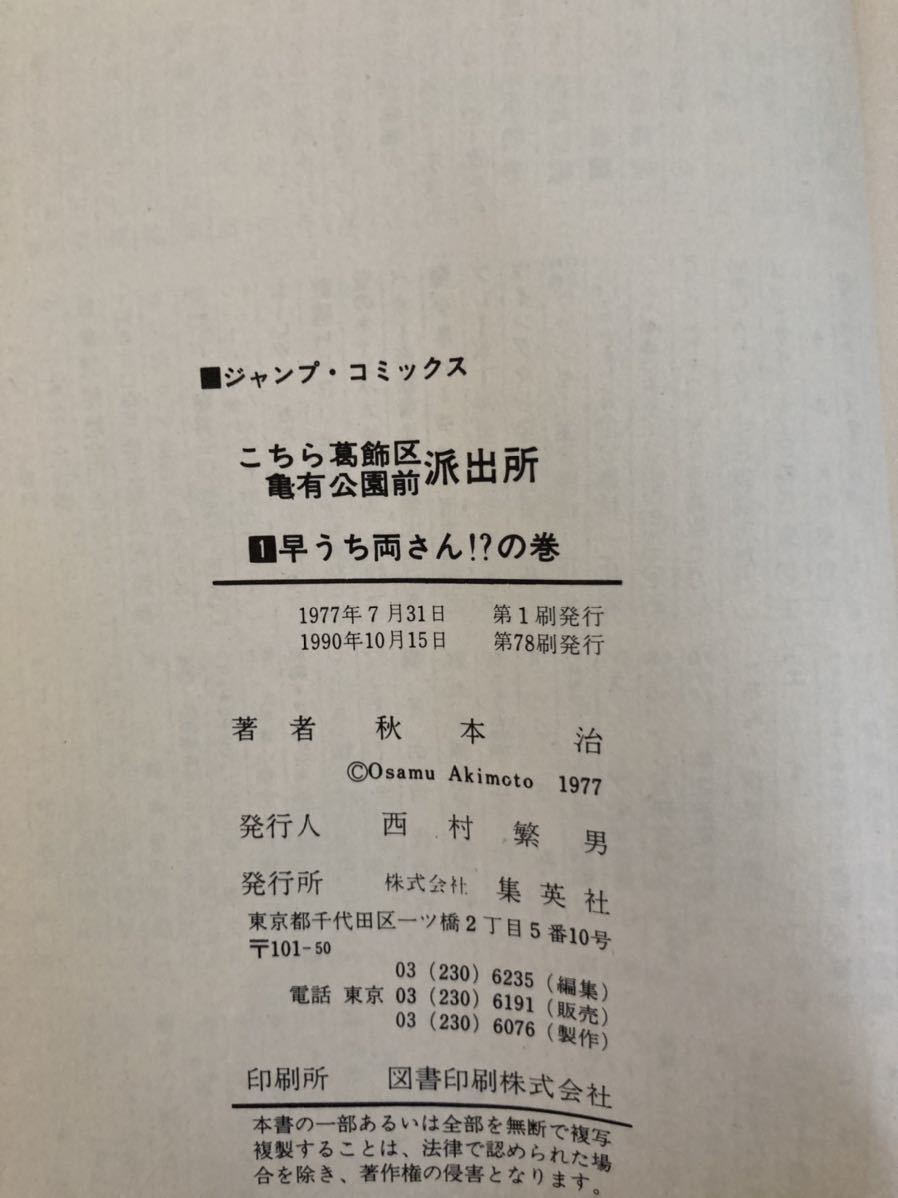 ■ジャンプ・コミックス
こちら葛飾区亀有公園前派出所
1早うち両さん!?の巻
1977年7月31日 第1刷発行
1990年10月15日 第78刷発行
著者 秋本治
©Osamu Akimoto 1977
発行人 西村繁男
発行所 株式会社 集英社
東京都千代田区一ツ橋2丁目5番10号
〒101-50
03 (230) 6235 (編集)
電話 東京 03 (230) 6191 (販売)
03 (230) 6076 (製作)
印刷所 図書印刷株式会社
本書の一部あるいは全部を無断で複写
複製することは、法律で認められた場
合を除き、著作権の侵害となります。